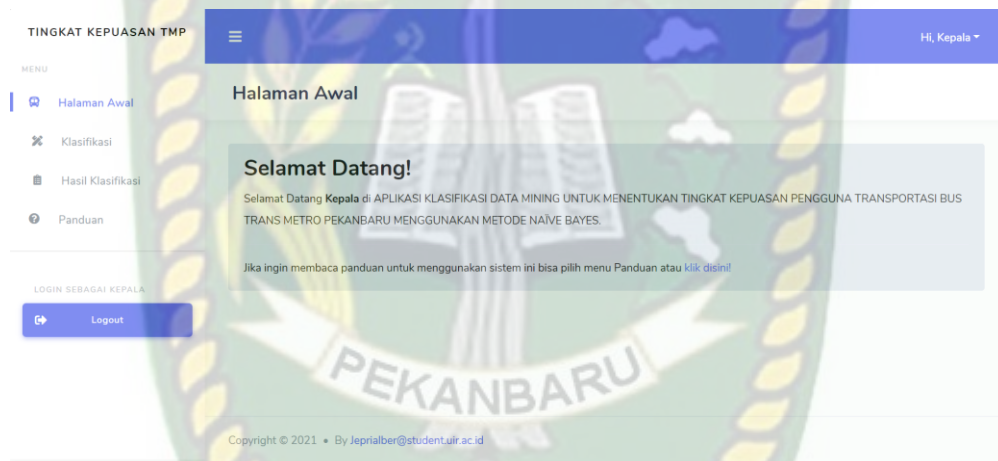 TINGKAT KEPUASAN TMP
Hi, Kepala
MENU
Halaman Awal
Klasifikasi
Hasil Klasifikasi
Panduan
LOGIN SEBAGAI KEPALA
Logout
Halaman Awal
Selamat Datang!
Selamat Datang Kepala di APLIKASI KLASIFIKASI DATA MINING UNTUK MENENTUKAN TINGKAT KEPUASAN PENGGUNA TRANSPORTASI BUS
TRANS METRO PEKANBARU MENGGUNAKAN METODE NAÏVE BAYES.
Jika ingin membaca panduan untuk menggunakan sistem ini bisa pilih menu Panduan atau klik disini!
PEKANBARU
Copyright © 2021 • By Jeprialber@student.uir.ac.id